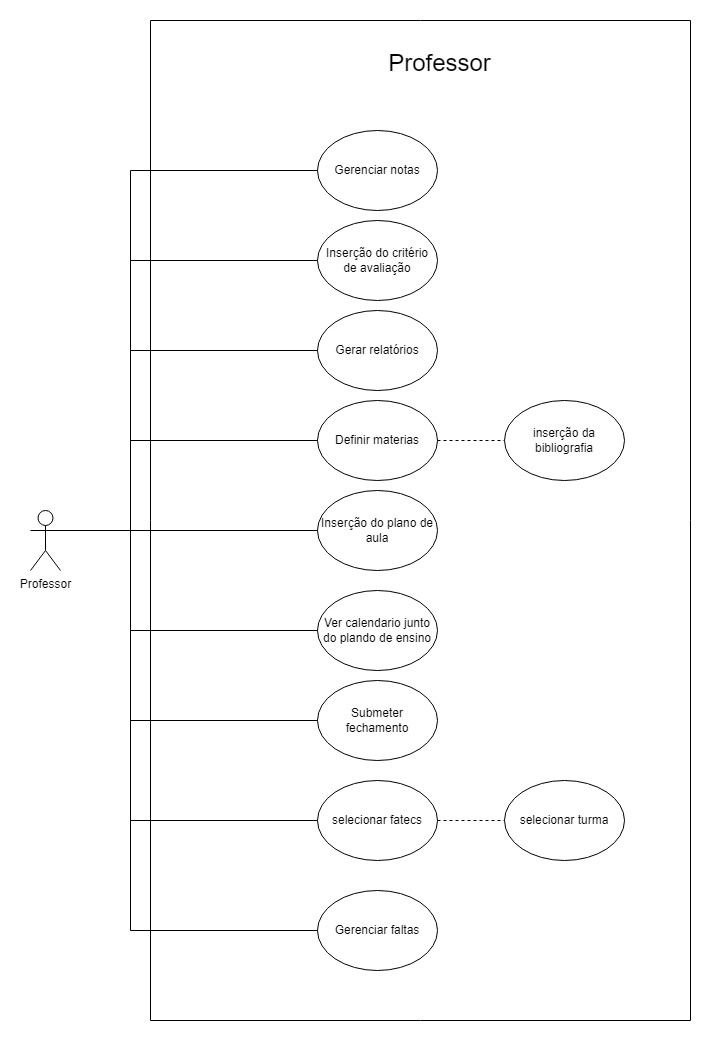 Professor
Gerenciar notas
Inserção do critério
de avaliação
Gerar relatórios
Definir materias
inserção da
bibliografia
Inserção do plano de
aula
Professor
Ver calendario junto
do plando de ensino
Submeter
fechamento
selecionar fatecs
selecionar turma
Gerenciar faltas